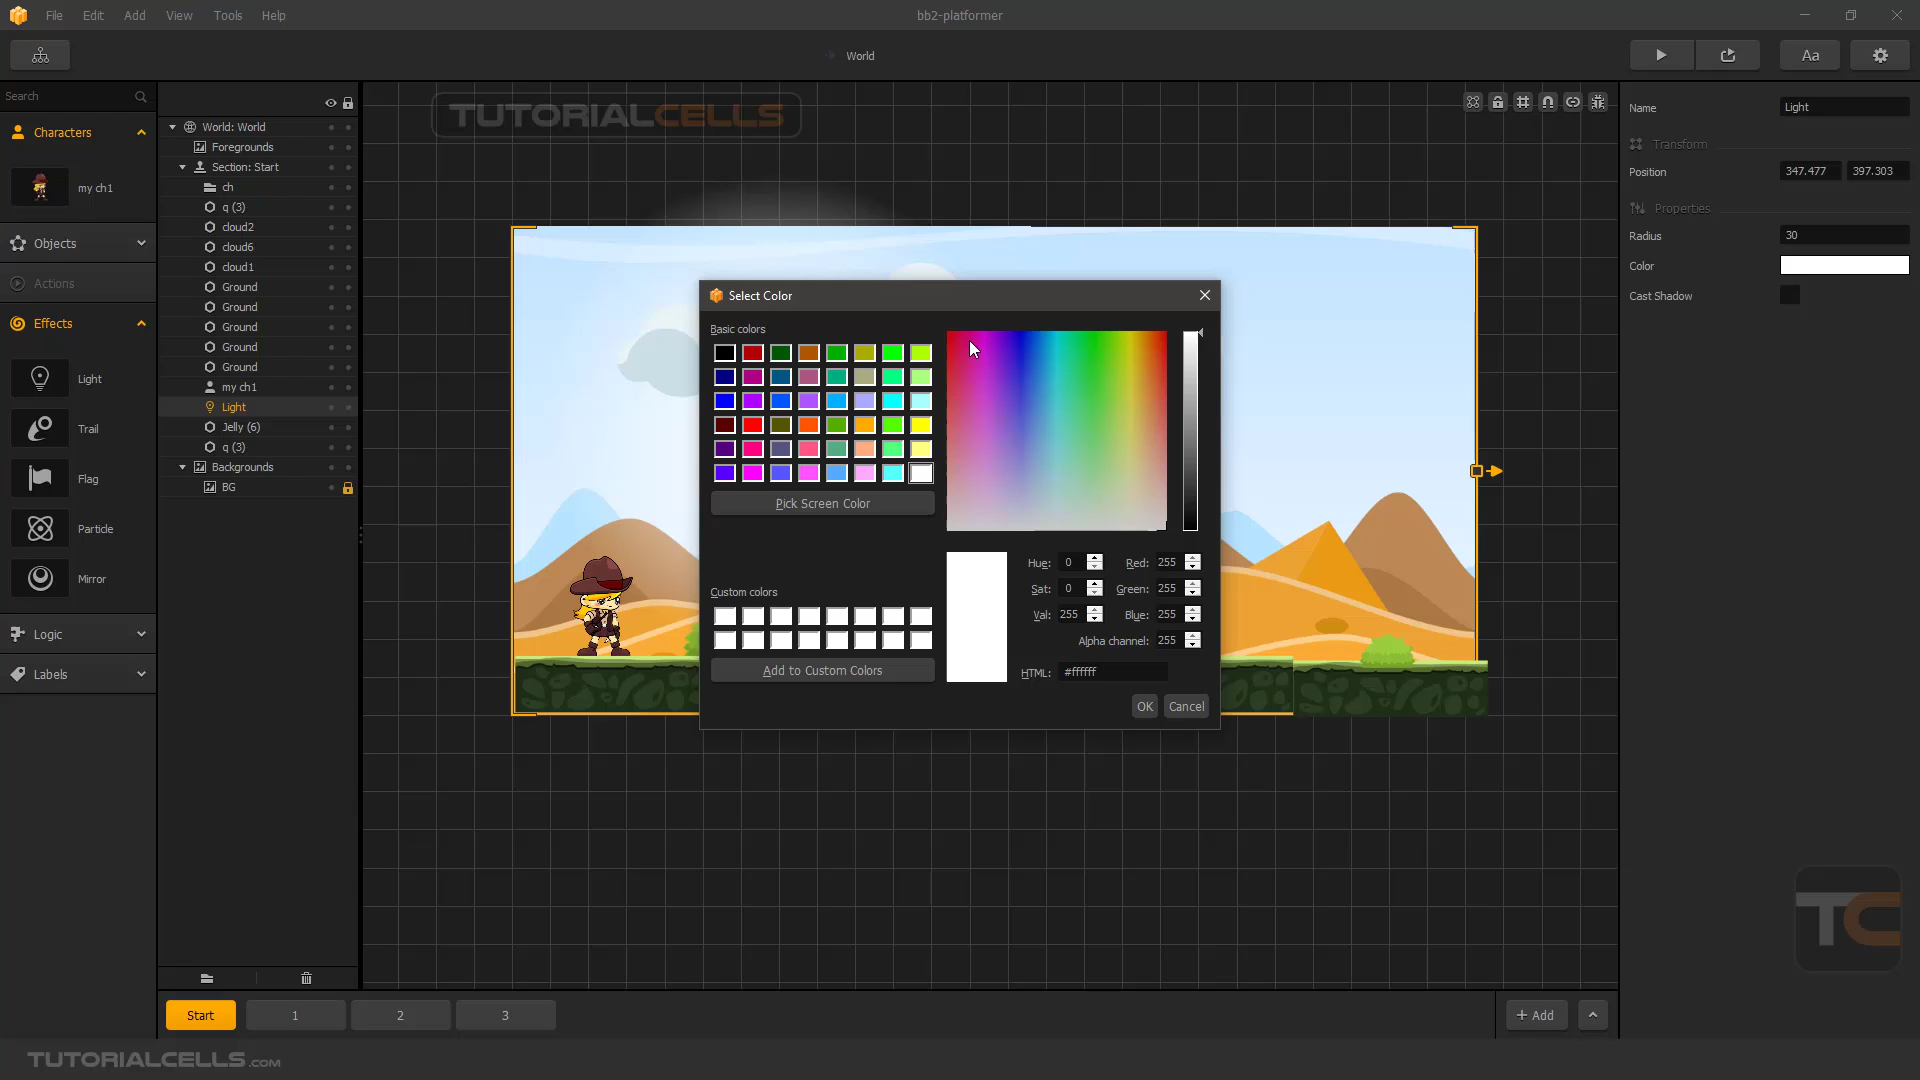 File Edit Add View Tools Help
bb2-platformer
World
Aa
Search
Characters
my ch1
Objects
Actions
Effects
Light
Trail
Flag
Particle
Mirror
Logic
Labels
World: World
Foregrounds
Section: Start
ch
q (3)
cloud2
cloud6
cloud1
Ground
Ground
Ground
Ground
Ground
my ch1
Light
Jelly (6)
q (3)
Backgrounds
BG
TUTORIALCELLS
Select Color
Basic colors
Pick Screen Color
Custom colors
Add to Custom Colors
Hue: 0 Red: 255
Sat: 0 Green: 255
Val: 255 Blue: 255
Alpha channel: 255
HTML: #ffffff
OK Cancel
Name Light
Transform
Position 347.477 397.303
Properties
Radius 30
Color
Cast Shadow
TC
Start 1 2 3
+ Add
TUTORIALCELLS.COM